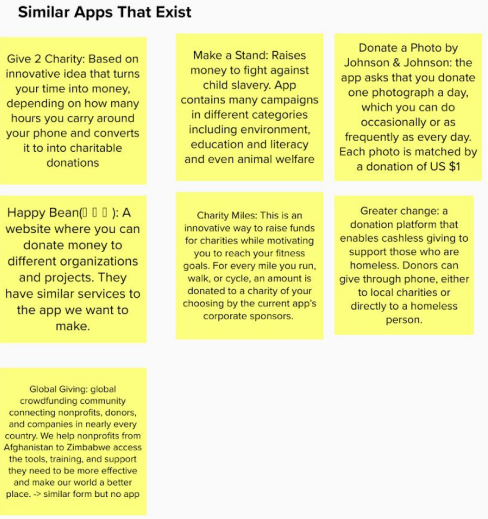 Similar Apps That Exist
Give 2 Charity: Based on
innovative idea that turns
your time into money,
depending on how many
hours you carry around
your phone and converts
it to into charitable
donations
Make a Stand: Raises
money to fight against
child slavery. App
contains many campaigns
in different categories
including environment,
education and literacy
and even animal welfare
Donate a Photo by
Johnson & Johnson: the
app asks that you donate
one photograph a day,
which you can do
occasionally or as
frequently as every day.
Each photo is matched by
a donation of US $1
Happy Bean(▯ ▯ ▯ ): A
website where you can
donate money to
different organizations
and projects. They
have similar services to
the app we want to
make.
Charity Miles: This is an
innovative way to raise funds
for charities while motivating
you to reach your fitness
goals. For every mile you run,
walk, or cycle, an amount is
donated to a charity of your
choosing by the current app's
corporate sponsors.
Greater change: a
donation platform that
enables cashless giving to
support those who are
homeless. Donors can
give through phone, either
to local charities or
directly to a homeless
person.
Global Giving: global
crowdfunding community
connecting nonprofits, donors,
and companies in nearly every
country. We help nonprofits from
Afghanistan to Zimbabwe access
the tools, training, and support
they need to be more effective
and make our world a better
place. -> similar form but no app